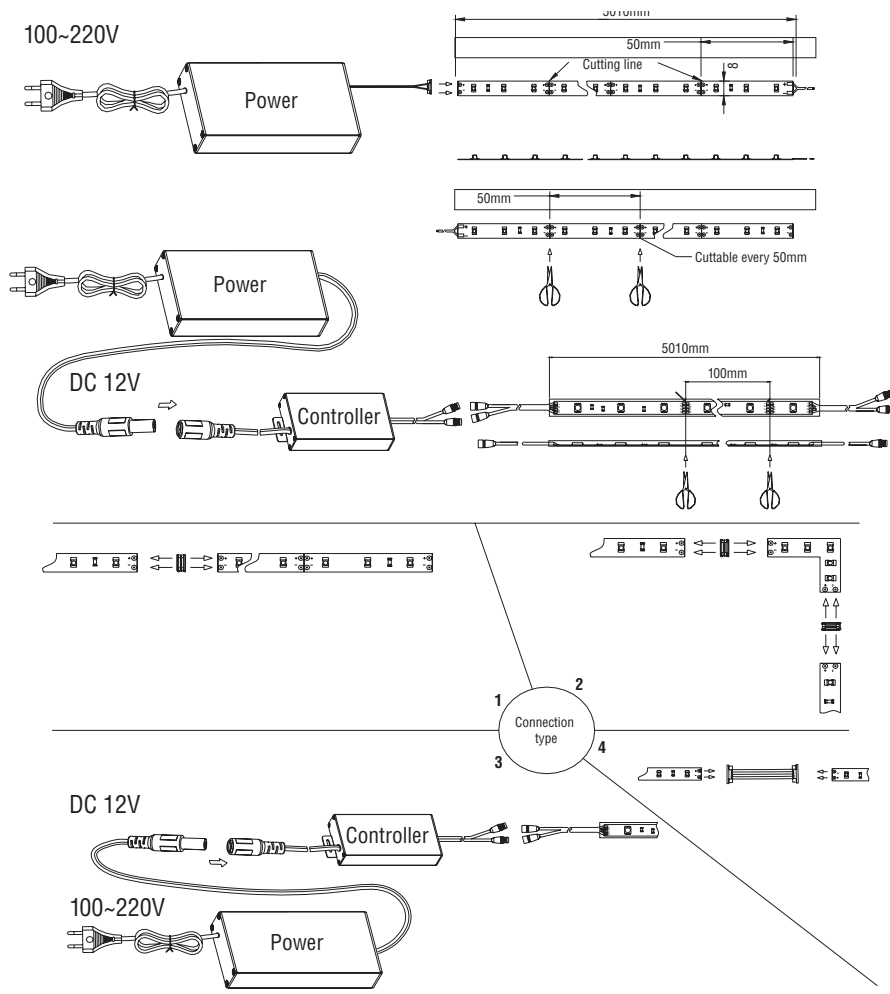 100~220V
5010mm
50mm
Cutting line
8
Power
50mm
Cuttable every 50mm
Power
DC 12V
Controller
5010mm
100mm
1
2
Connection
type
3
4
DC 12V
Controller
100~220V
Power